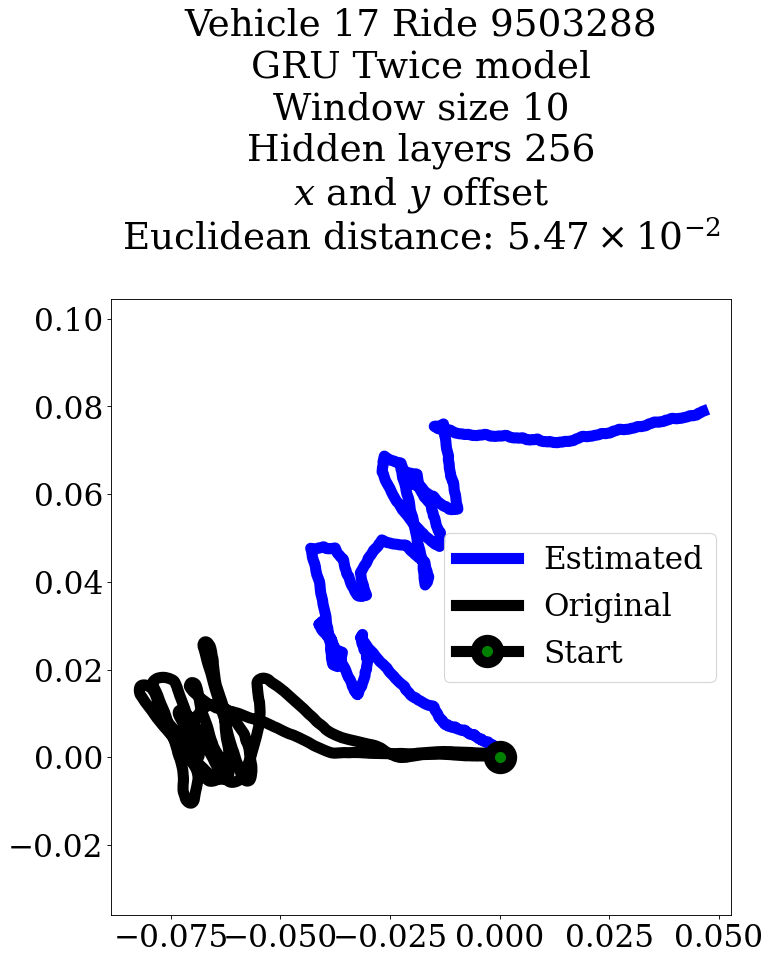 Vehicle 17 Ride 9503288
GRU Twice model
Window size 10
Hidden layers 256
x and y offset
Euclidean distance: 5.47 × 10⁻²
0.10
0.08
0.06
0.04
0.02
0.00
−0.02
Estimated
Original
Start
−0.075 −0.050 −0.025 0.000 0.025 0.050